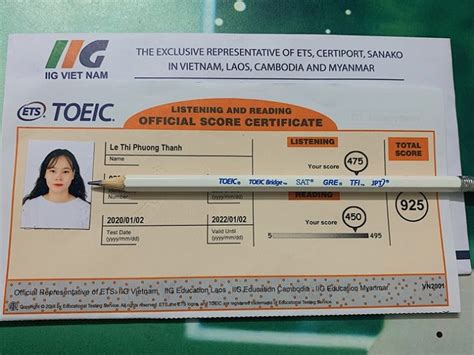 IIG
IIG VIET NAM
THE EXCLUSIVE REPRESENTATIVE OF ETS, CERTIPORT, SANAKO
IN VIETNAM, LAOS, CAMBODIA AND MYANMAR
ETS TOEIC
LISTENING AND READING
OFFICIAL SCORE CERTIFICATE
Le Thi Phuong Thanh
Name
LISTENING
Your score 475
TOTAL
SCORE
TOEIC TOEIC Bridge SAT GRE TFI JPT
READING
925
2020/01/02
Test Date
(yyyy/mm/dd)
2022/01/02
Valid Until
(yyyy/mm/dd)
Your score 450
5 495
Official Representative of ETS: IIG Vietnam, IIG Education Laos, IIG Education Cambodia, IIG Education Myanmar
VN2001